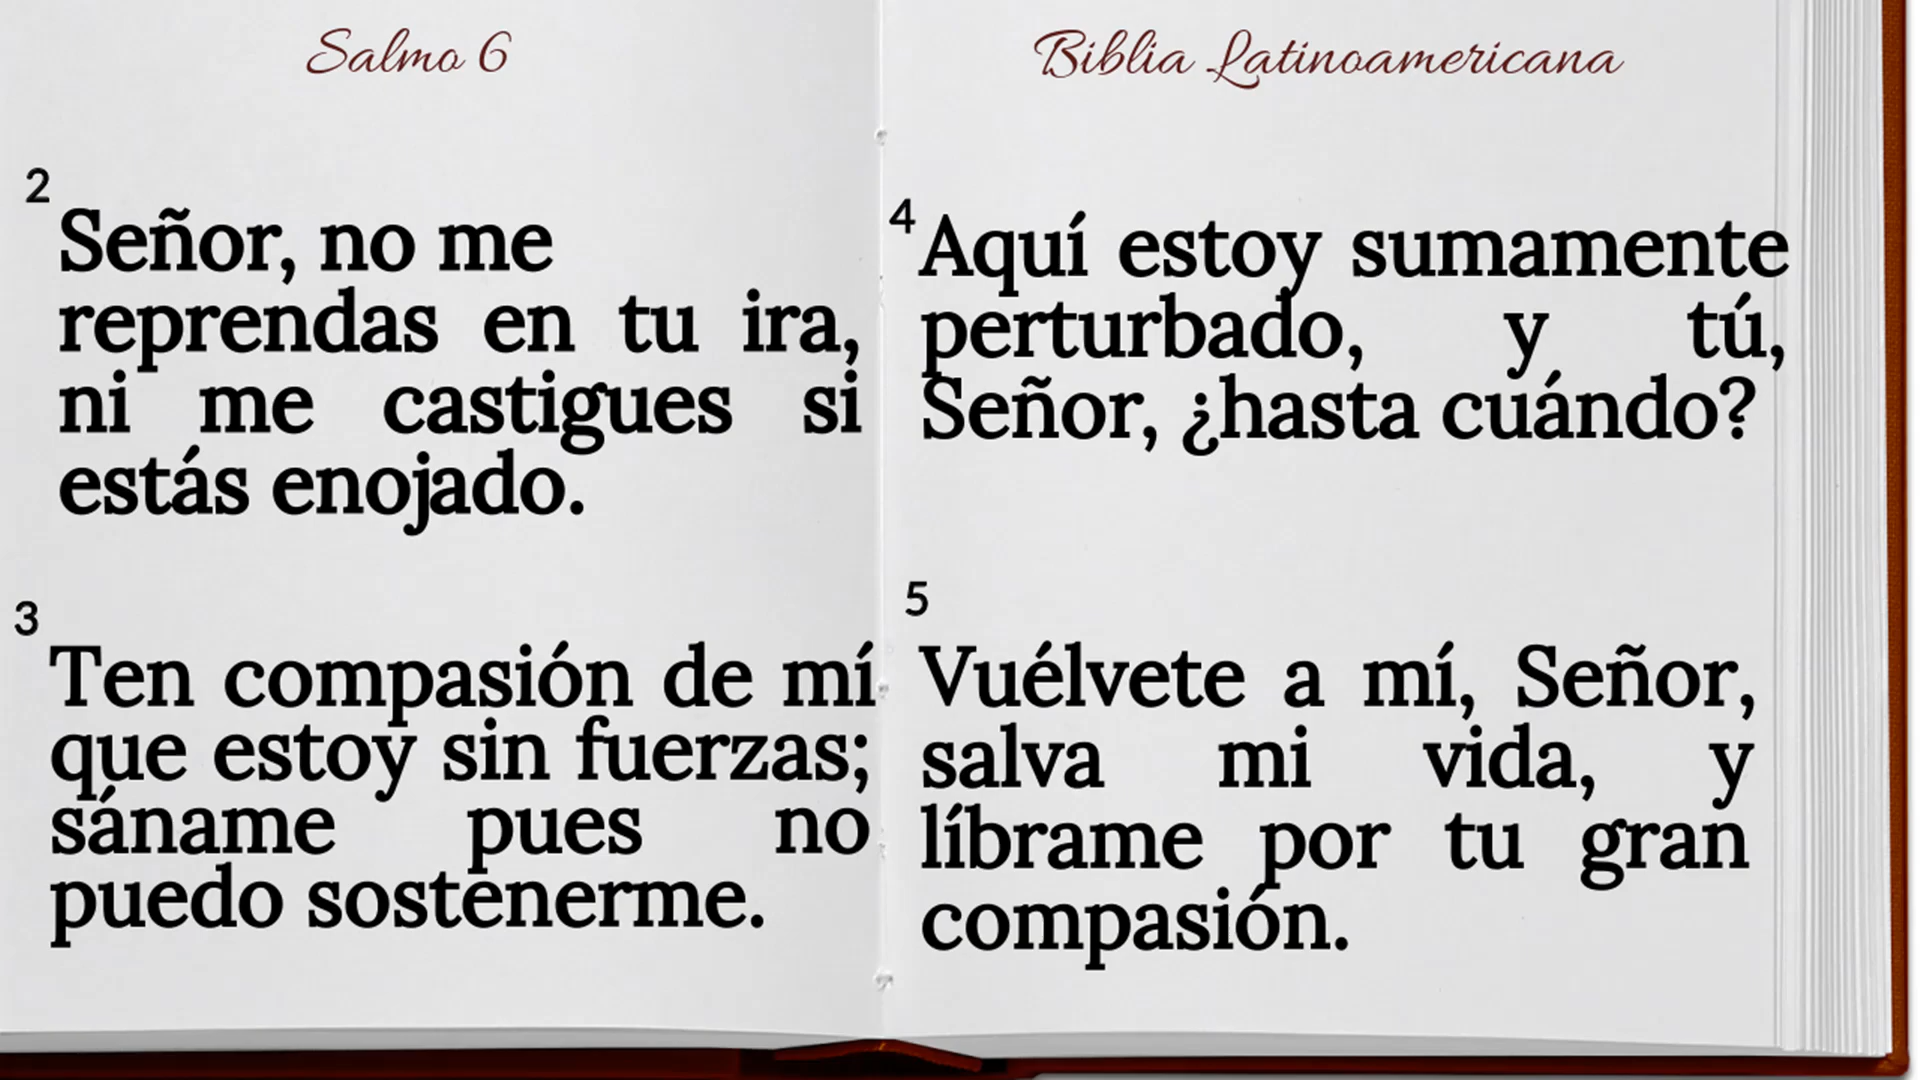 Salmo 6
2
Señor, no me
reprendas en tu ira,
ni me castigues si
estás enojado.
3
Ten compasión de mí
que estoy sin fuerzas;
sáname pues no
puedo sostenerme.
Biblia Latinoamericana
4 Aquí estoy sumamente
perturbado, y tú,
Señor, ¿hasta cuándo?
5
Vuélvete a mí, Señor,
salva mi vida, y
líbrame por tu gran
compasión.